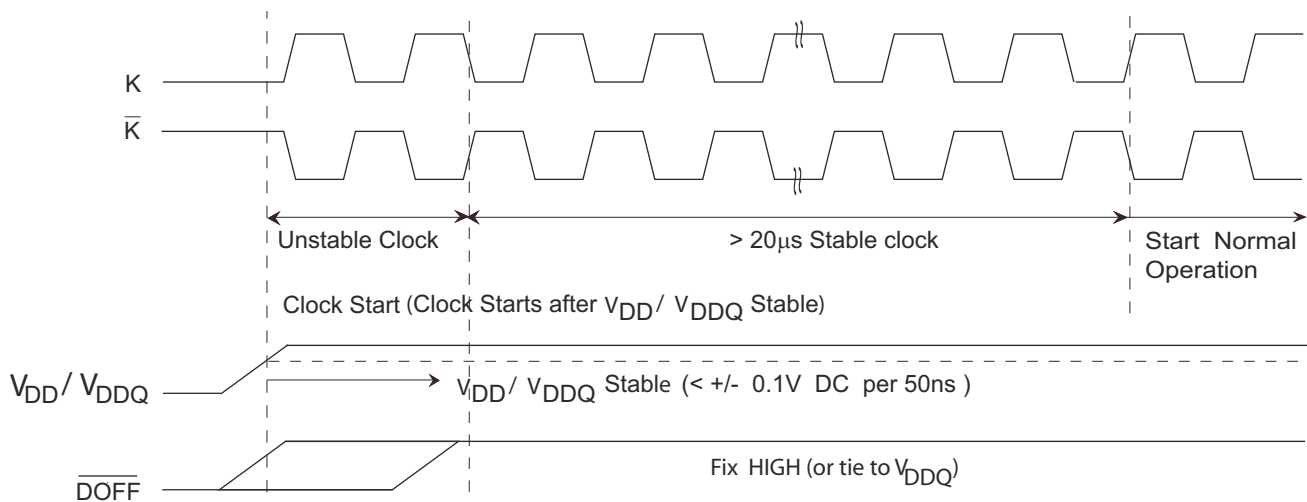 K
K̅
Unstable Clock
> 20μs Stable clock
Start Normal
Operation
Clock Start (Clock Starts after VDD / VDDQ Stable)
VDD / VDDQ
VDD / VDDQ Stable (< +/- 0.1V DC per 50ns )
Fix HIGH (or tie to VDDQ)
D̅O̅F̅F̅